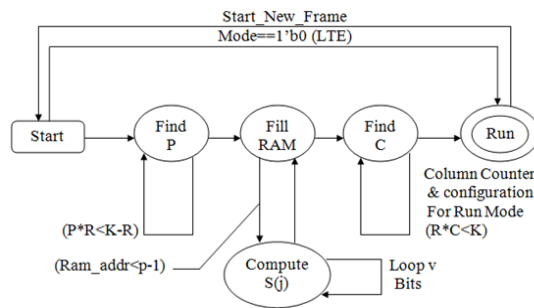 Start_New_Frame
Mode==1'b0 (LTE)
Start
Find
P
Fill
RAM
Find
C
Run
Column Counter
& configuration
For Run Mode
(R*C<K)
(P*R<K-R)
(Ram_addr<p-1)
Compute
S(j)
Loop v
Bits